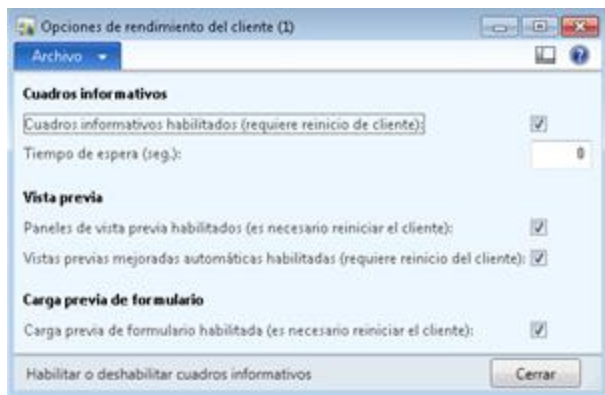 Opciones de rendimiento del cliente (1)
Archivo
Cuadros informativos
Cuadros informativos habilitados (requiere reinicio de cliente):
Tiempo de espera (seg.): 0
Vista previa
Paneles de vista previa habilitados (es necesario reiniciar el cliente):
Vistas previas mejoradas automáticas habilitadas (requiere reinicio del cliente):
Carga previa de formulario
Carga previa de formulario habilitada (es necesario reiniciar el cliente):
Habilitar o deshabilitar cuadros informativos Cerrar